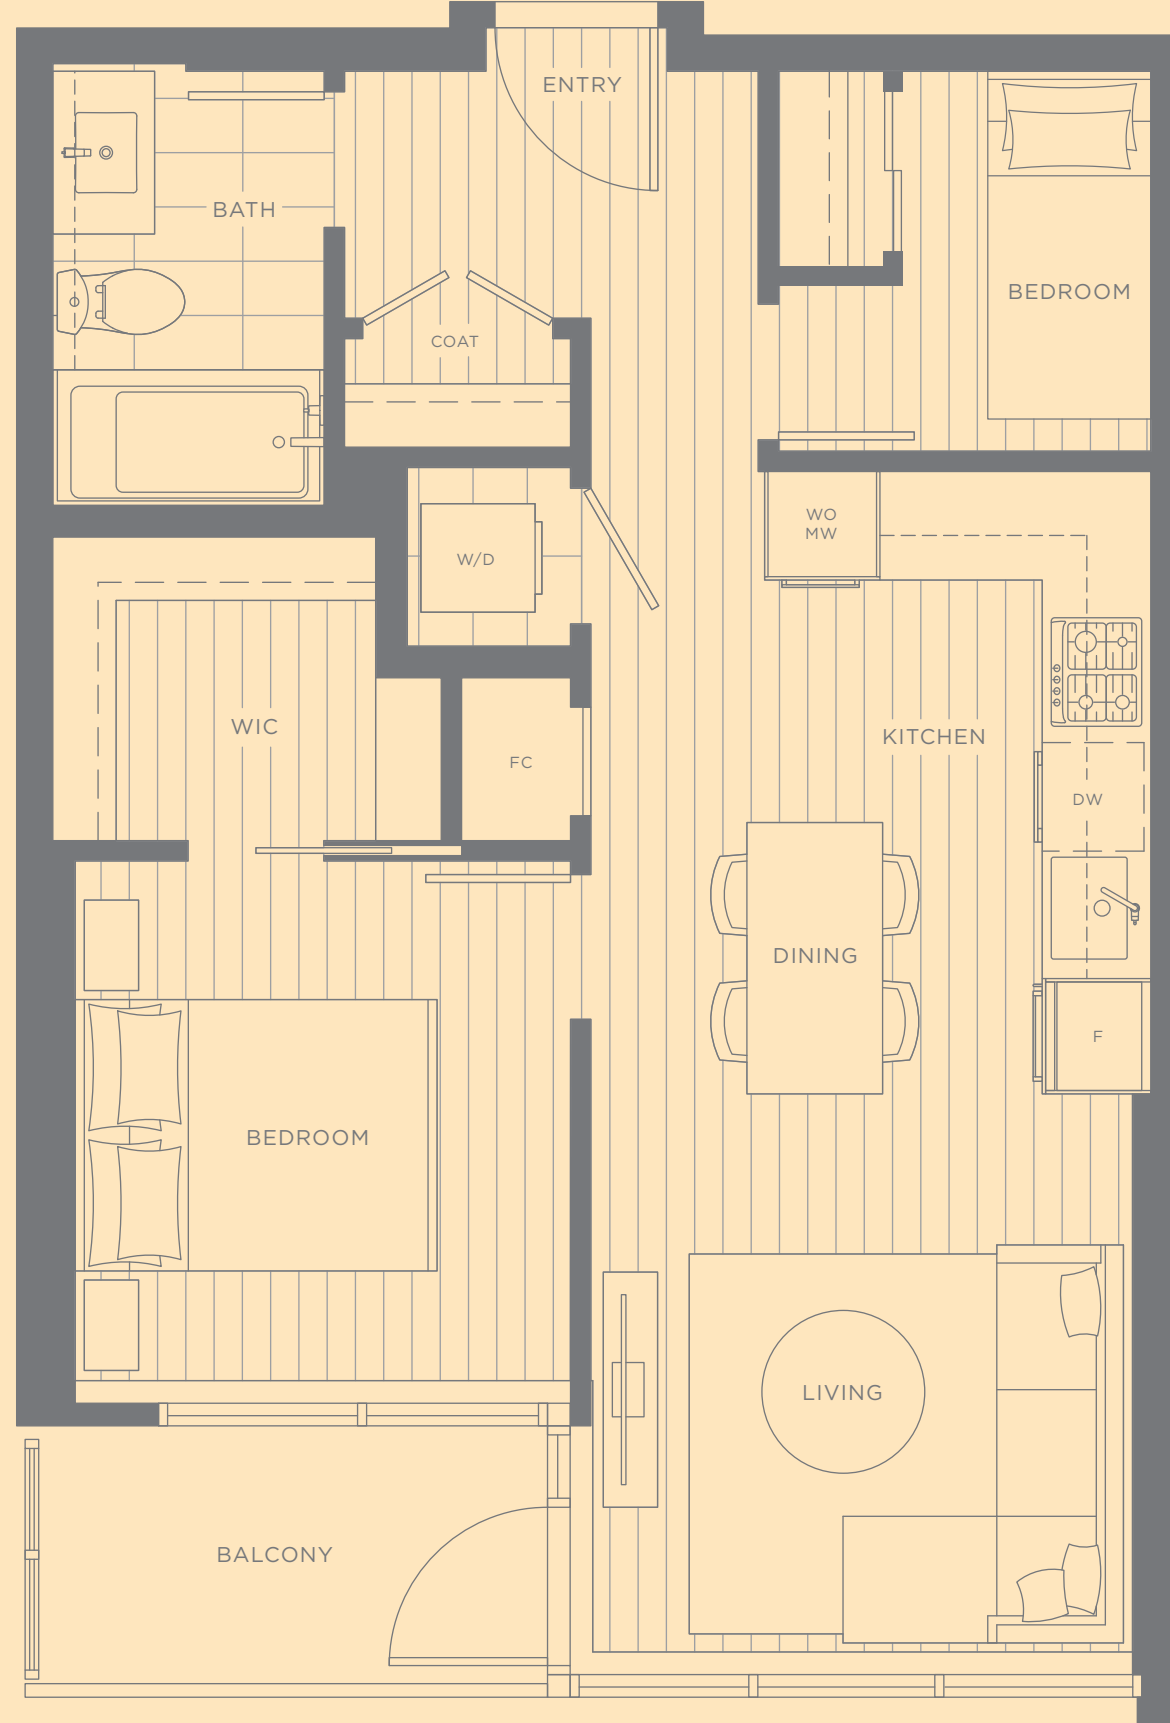 ENTRY
BATH
BEDROOM
COAT
WO
MW
W/D
WIC
KITCHEN
FC
DW
DINING
F
BEDROOM
LIVING
BALCONY